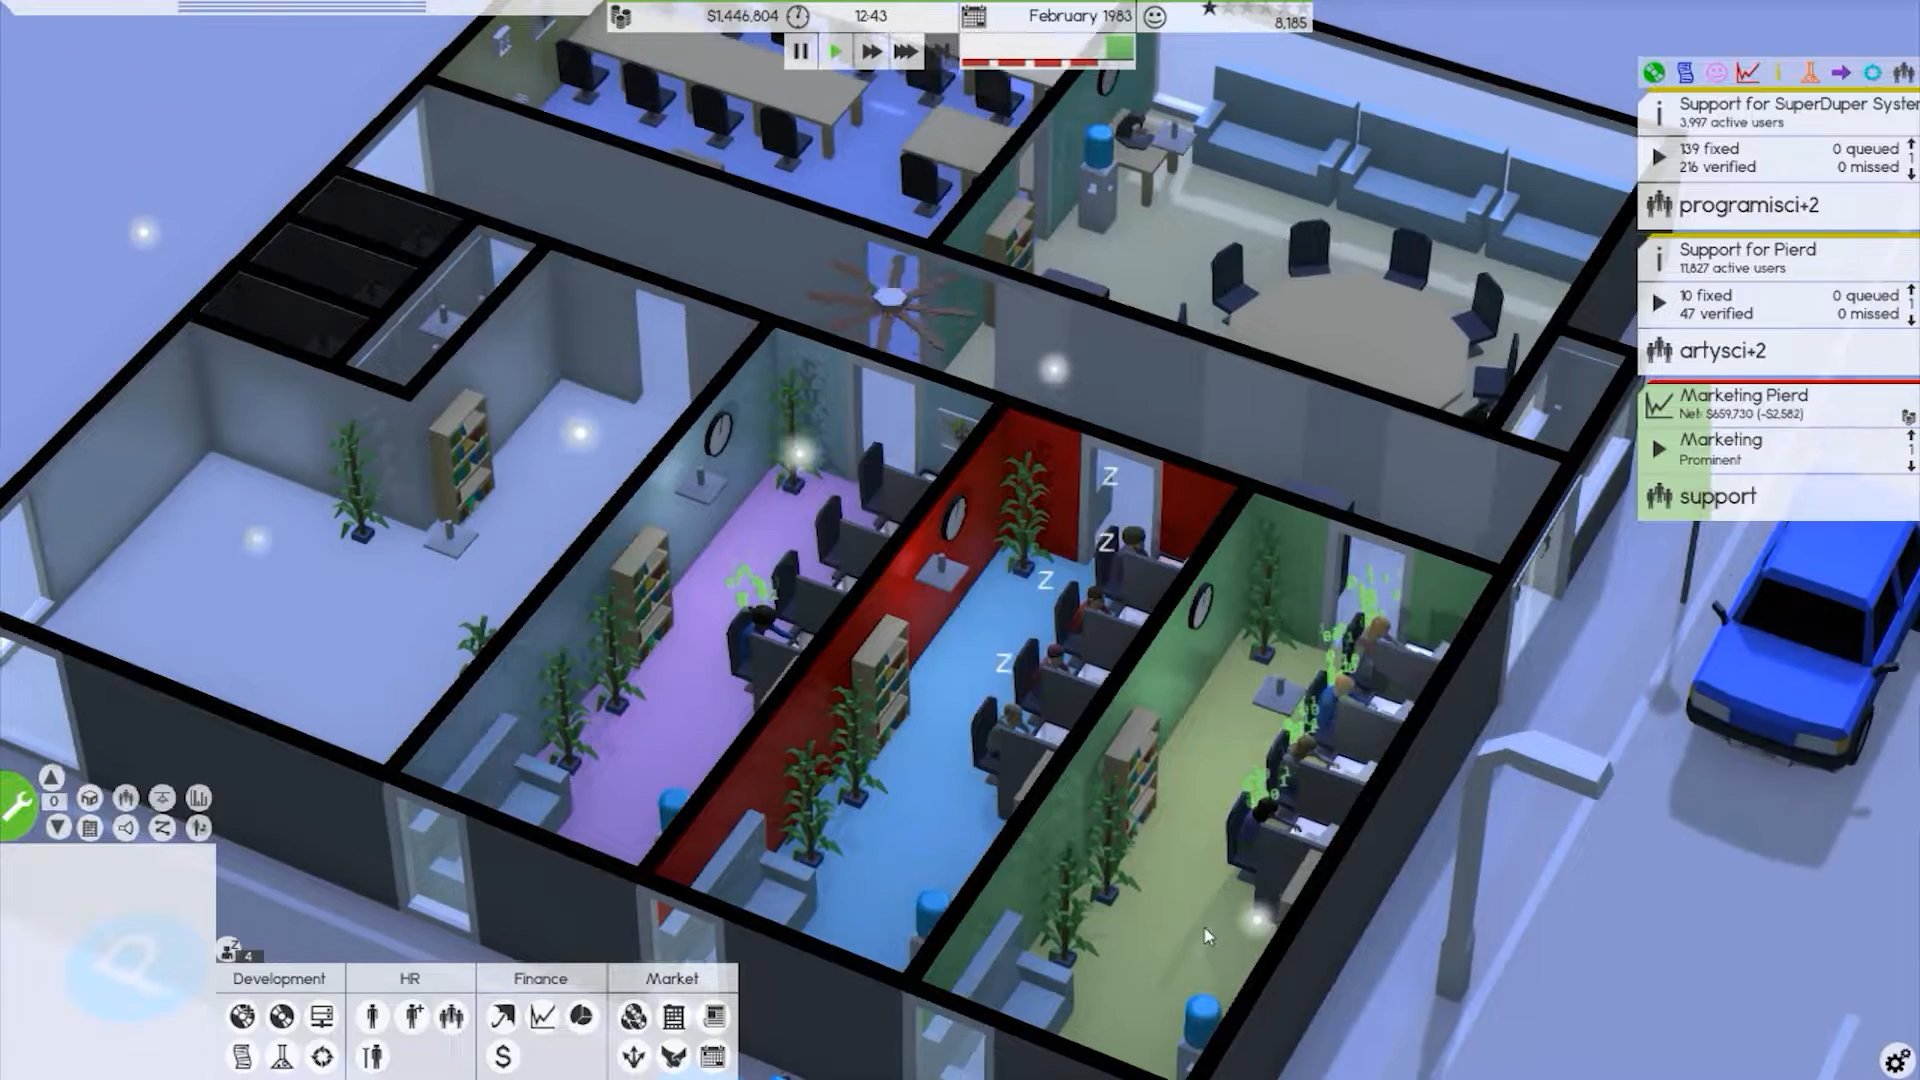 $1,446,804
12:43
February 1983
8,185
Support for SuperDuper Syster
3,997 active users
139 fixed 0 queued
216 verified 0 missed
1
programisci+2
Support for Pierd
11,827 active users
10 fixed 0 queued
47 verified 0 missed
1
artysci+2
Marketing Pierd
Net: $659,730 (-$2,582)
Marketing
Prominent
1
support
Z
Z
Z
Z
0
Z
4
Development HR Finance Market